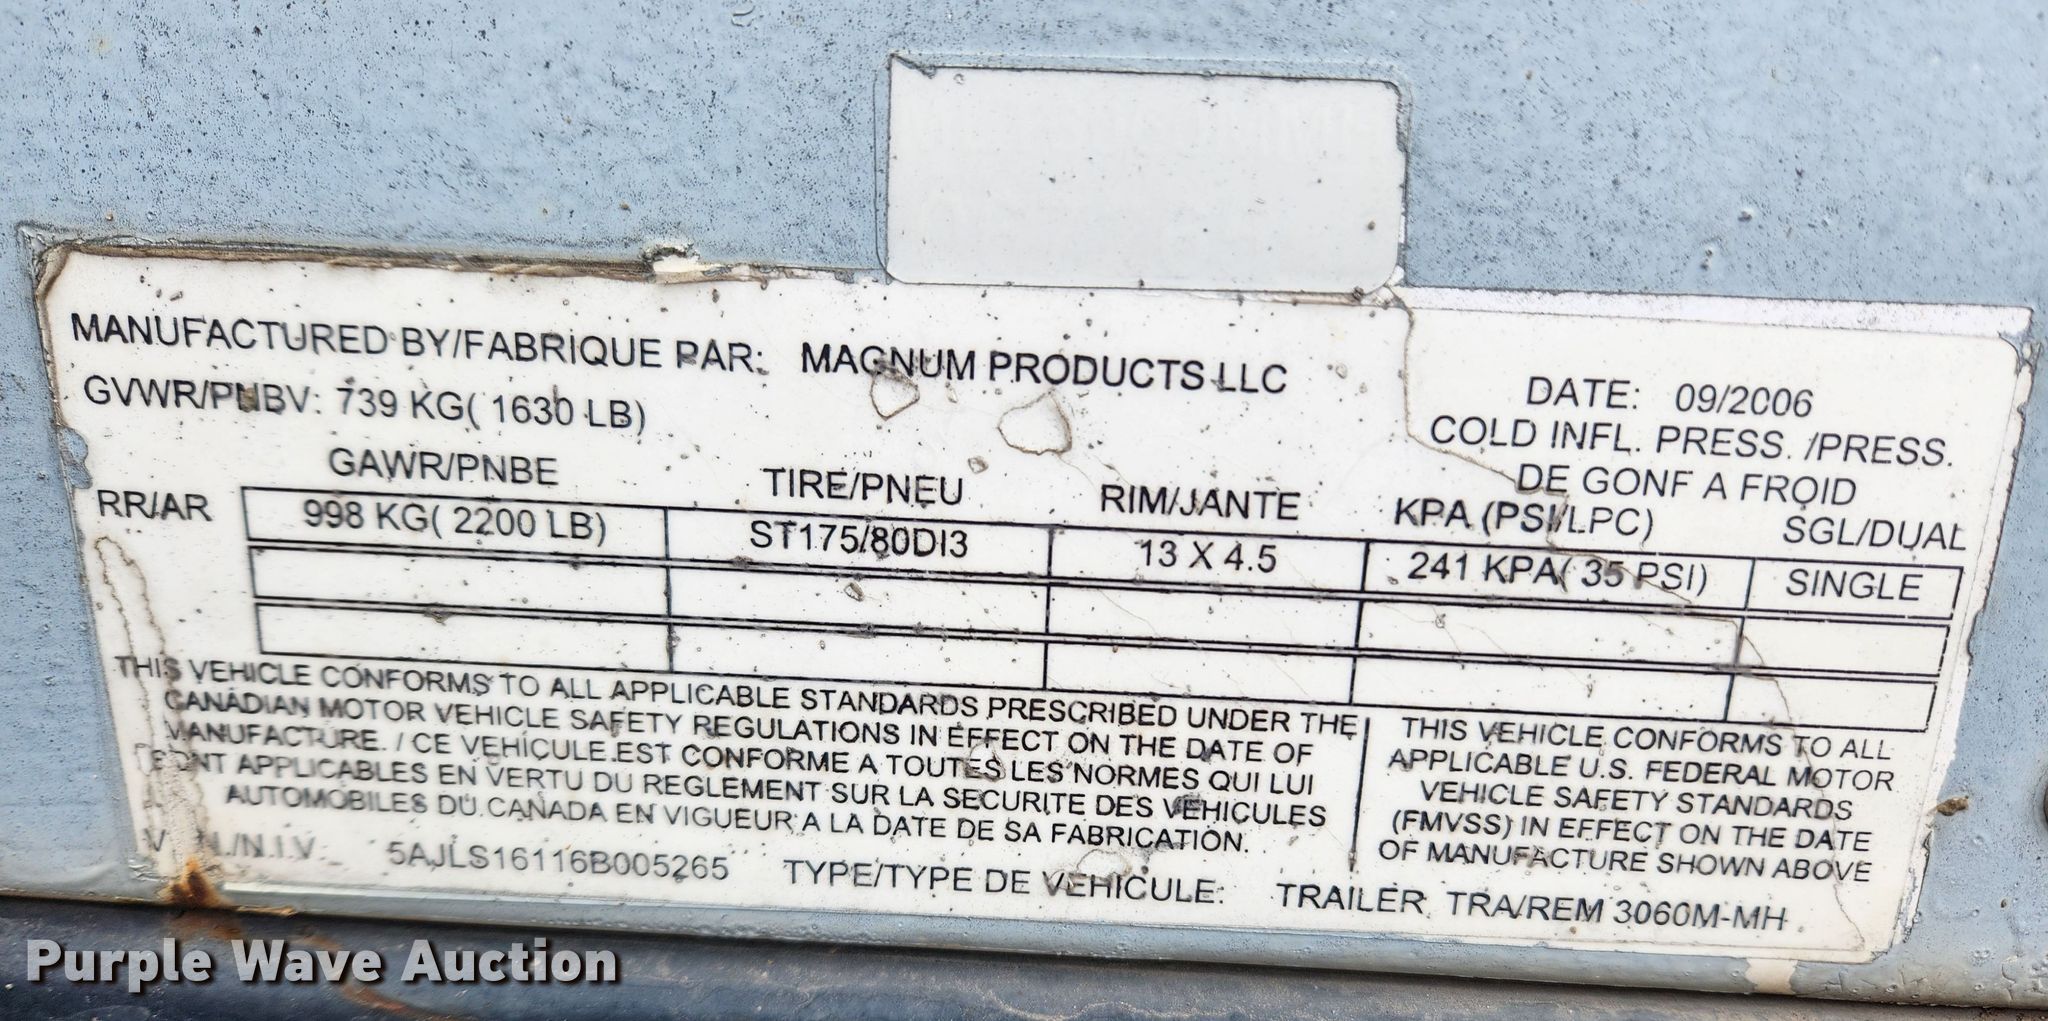 MANUFACTURED BY/FABRIQUE PAR: MAGNUM PRODUCTS LLC
GVWR/PNBV: 739 KG( 1630 LB)
DATE: 09/2006
COLD INFL. PRESS. /PRESS.
DE GONF A FROID
GAWR/PNBE TIRE/PNEU RIM/JANTE KPA (PSI/LPC) SGL/DUAL
RR/AR 998 KG( 2200 LB) ST175/80DI3 13 X 4.5 241 KPA( 35 PSI) SINGLE
THIS VEHICLE CONFORMS TO ALL APPLICABLE STANDARDS PRESCRIBED UNDER THE
CANADIAN MOTOR VEHICLE SAFETY REGULATIONS IN EFFECT ON THE DATE OF
MANUFACTURE. / CE VEHICULE EST CONFORME A TOUTES LES NORMES QUI LUI
SONT APPLICABLES EN VERTU DU REGLEMENT SUR LA SECURITE DES VEHICULES
AUTOMOBILES DU CANADA EN VIGUEUR A LA DATE DE SA FABRICATION.
THIS VEHICLE CONFORMS TO ALL
APPLICABLE U.S. FEDERAL MOTOR
VEHICLE SAFETY STANDARDS
(FMVSS) IN EFFECT ON THE DATE
OF MANUFACTURE SHOWN ABOVE
V.I.N./N.I.V. 5AJLS16116B005265 TYPE/TYPE DE VEHICULE: TRAILER TRA/REM 3060M-MH
Purple Wave Auction